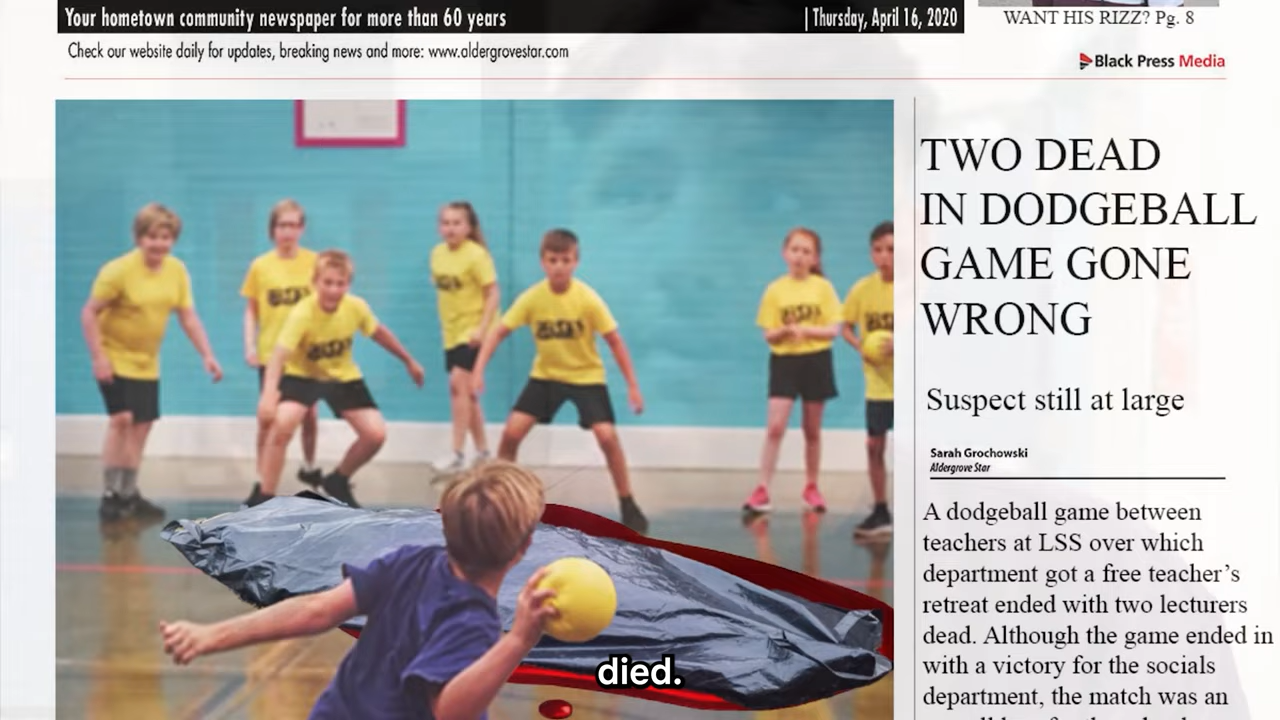 Your hometown community newspaper for more than 60 years
| Thursday, April 16, 2020
WANT HIS RIZZ? Pg. 8
Check our website daily for updates, breaking news and more: www.aldergrovestar.com
Black Press Media
TWO DEAD
IN DODGEBALL
GAME GONE
WRONG
Suspect still at large
Sarah Grochowski
Aldergrove Star
A dodgeball game between
teachers at LSS over which
department got a free teacher's
retreat ended with two lecturers
dead. Although the game ended in
with a victory for the socials
department, the match was an
died.